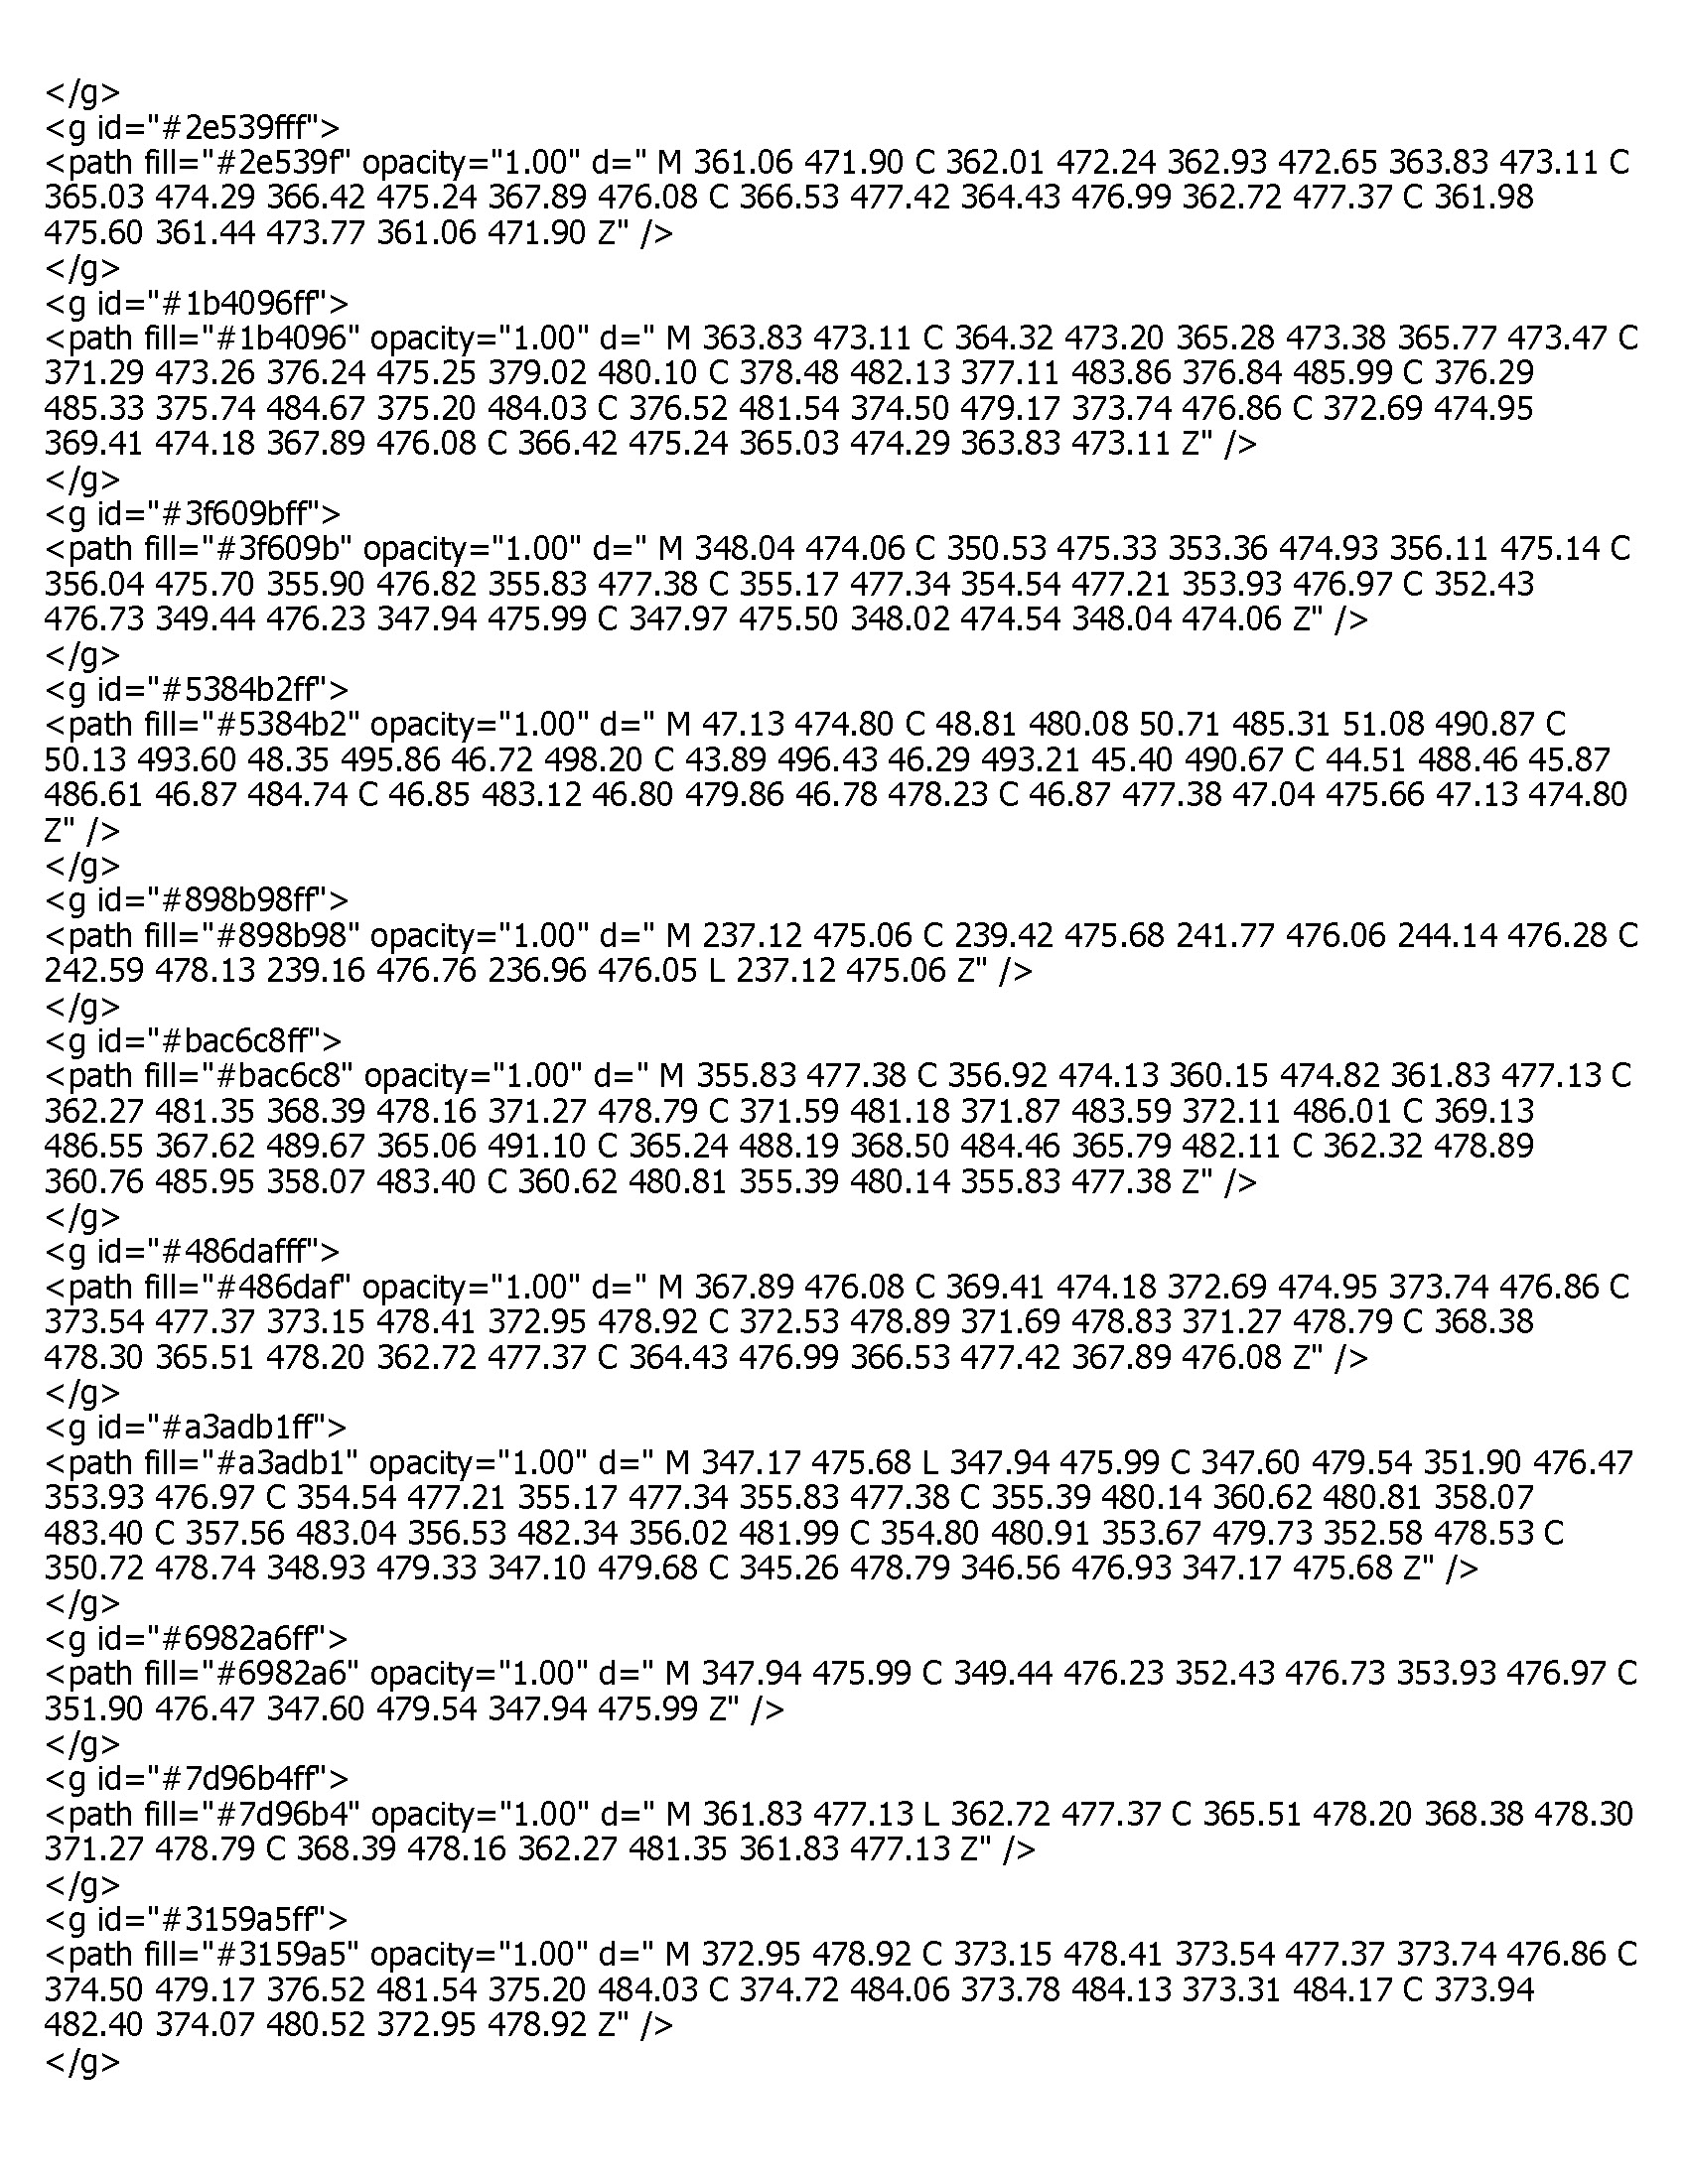 </g>
<g id="#2e539fff">
<path fill="#2e539f" opacity="1.00" d=" M 361.06 471.90 C 362.01 472.24 362.93 472.65 363.83 473.11 C
365.03 474.29 366.42 475.24 367.89 476.08 C 366.53 477.42 364.43 476.99 362.72 477.37 C 361.98
475.60 361.44 473.77 361.06 471.90 Z" />
</g>
<g id="#1b4096ff">
<path fill="#1b4096" opacity="1.00" d=" M 363.83 473.11 C 364.32 473.20 365.28 473.38 365.77 473.47 C
371.29 473.26 376.24 475.25 379.02 480.10 C 378.48 482.13 377.11 483.86 376.84 485.99 C 376.29
485.33 375.74 484.67 375.20 484.03 C 376.52 481.54 374.50 479.17 373.74 476.86 C 372.69 474.95
369.41 474.18 367.89 476.08 C 366.42 475.24 365.03 474.29 363.83 473.11 Z" />
</g>
<g id="#3f609bff">
<path fill="#3f609b" opacity="1.00" d=" M 348.04 474.06 C 350.53 475.33 353.36 474.93 356.11 475.14 C
356.04 475.70 355.90 476.82 355.83 477.38 C 355.17 477.34 354.54 477.21 353.93 476.97 C 352.43
476.73 349.44 476.23 347.94 475.99 C 347.97 475.50 348.02 474.54 348.04 474.06 Z" />
</g>
<g id="#5384b2ff">
<path fill="#5384b2" opacity="1.00" d=" M 47.13 474.80 C 48.81 480.08 50.71 485.31 51.08 490.87 C
50.13 493.60 48.35 495.86 46.72 498.20 C 43.89 496.43 46.29 493.21 45.40 490.67 C 44.51 488.46 45.87
486.61 46.87 484.74 C 46.85 483.12 46.80 479.86 46.78 478.23 C 46.87 477.38 47.04 475.66 47.13 474.80
Z" />
</g>
<g id="#898b98ff">
<path fill="#898b98" opacity="1.00" d=" M 237.12 475.06 C 239.42 475.68 241.77 476.06 244.14 476.28 C
242.59 478.13 239.16 476.76 236.96 476.05 L 237.12 475.06 Z" />
</g>
<g id="#bac6c8ff">
<path fill="#bac6c8" opacity="1.00" d=" M 355.83 477.38 C 356.92 474.13 360.15 474.82 361.83 477.13 C
362.27 481.35 368.39 478.16 371.27 478.79 C 371.59 481.18 371.87 483.59 372.11 486.01 C 369.13
486.55 367.62 489.67 365.06 491.10 C 365.24 488.19 368.50 484.46 365.79 482.11 C 362.32 478.89
360.76 485.95 358.07 483.40 C 360.62 480.81 355.39 480.14 355.83 477.38 Z" />
</g>
<g id="#486dafff">
<path fill="#486daf" opacity="1.00" d=" M 367.89 476.08 C 369.41 474.18 372.69 474.95 373.74 476.86 C
373.54 477.37 373.15 478.41 372.95 478.92 C 372.53 478.89 371.69 478.83 371.27 478.79 C 368.38
478.30 365.51 478.20 362.72 477.37 C 364.43 476.99 366.53 477.42 367.89 476.08 Z" />
</g>
<g id="#a3adb1ff">
<path fill="#a3adb1" opacity="1.00" d=" M 347.17 475.68 L 347.94 475.99 C 347.60 479.54 351.90 476.47
353.93 476.97 C 354.54 477.21 355.17 477.34 355.83 477.38 C 355.39 480.14 360.62 480.81 358.07
483.40 C 357.56 483.04 356.53 482.34 356.02 481.99 C 354.80 480.91 353.67 479.73 352.58 478.53 C
350.72 478.74 348.93 479.33 347.10 479.68 C 345.26 478.79 346.56 476.93 347.17 475.68 Z" />
</g>
<g id="#6982a6ff">
<path fill="#6982a6" opacity="1.00" d=" M 347.94 475.99 C 349.44 476.23 352.43 476.73 353.93 476.97 C
351.90 476.47 347.60 479.54 347.94 475.99 Z" />
</g>
<g id="#7d96b4ff">
<path fill="#7d96b4" opacity="1.00" d=" M 361.83 477.13 L 362.72 477.37 C 365.51 478.20 368.38 478.30
371.27 478.79 C 368.39 478.16 362.27 481.35 361.83 477.13 Z" />
</g>
<g id="#3159a5ff">
<path fill="#3159a5" opacity="1.00" d=" M 372.95 478.92 C 373.15 478.41 373.54 477.37 373.74 476.86 C
374.50 479.17 376.52 481.54 375.20 484.03 C 374.72 484.06 373.78 484.13 373.31 484.17 C 373.94
482.40 374.07 480.52 372.95 478.92 Z" />
</g>